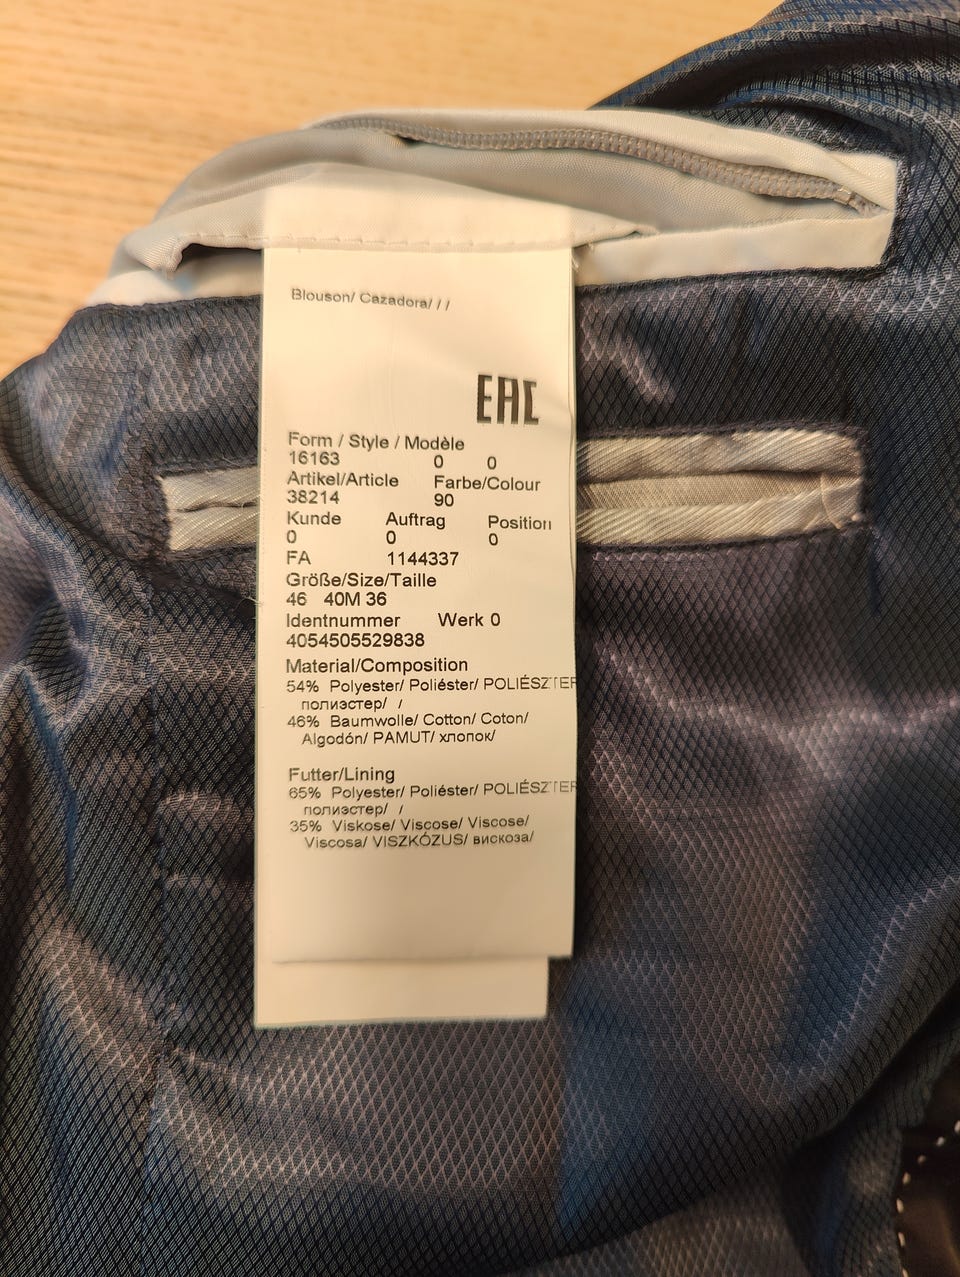 Blouson/ Cazadora/ / /
EAC
Form / Style / Modèle
16163 0 0
Artikel/Article Farbe/Colour
38214 90
Kunde Auftrag Position
0 0 0
FA 1144337
Größe/Size/Taille
46 40M 36
Identnummer Werk 0
4054505529838
Material/Composition
54% Polyester/ Poliéster/ POLIÉSZTER
полиэстер/ /
46% Baumwolle/ Cotton/ Coton/
Algodón/ PAMUT/ хлопок/
Futter/Lining
65% Polyester/ Poliéster/ POLIÉSZTER
полиэстер/ /
35% Viskose/ Viscose/ Viscose/
Viscosa/ VISZKÓZUS/ вискоза/